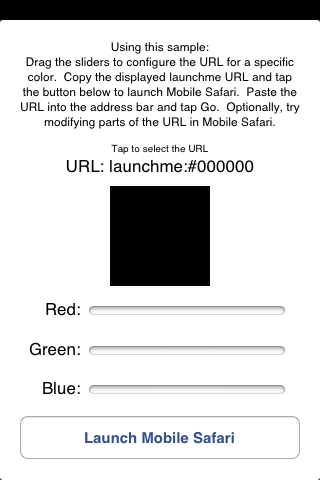 Using this sample:
Drag the sliders to configure the URL for a specific
color.  Copy the displayed launchme URL and tap
the button below to launch Mobile Safari.  Paste the
URL into the address bar and tap Go.  Optionally, try
modifying parts of the URL in Mobile Safari.
Tap to select the URL
URL: launchme:#000000
Red:
Green:
Blue:
Launch Mobile Safari